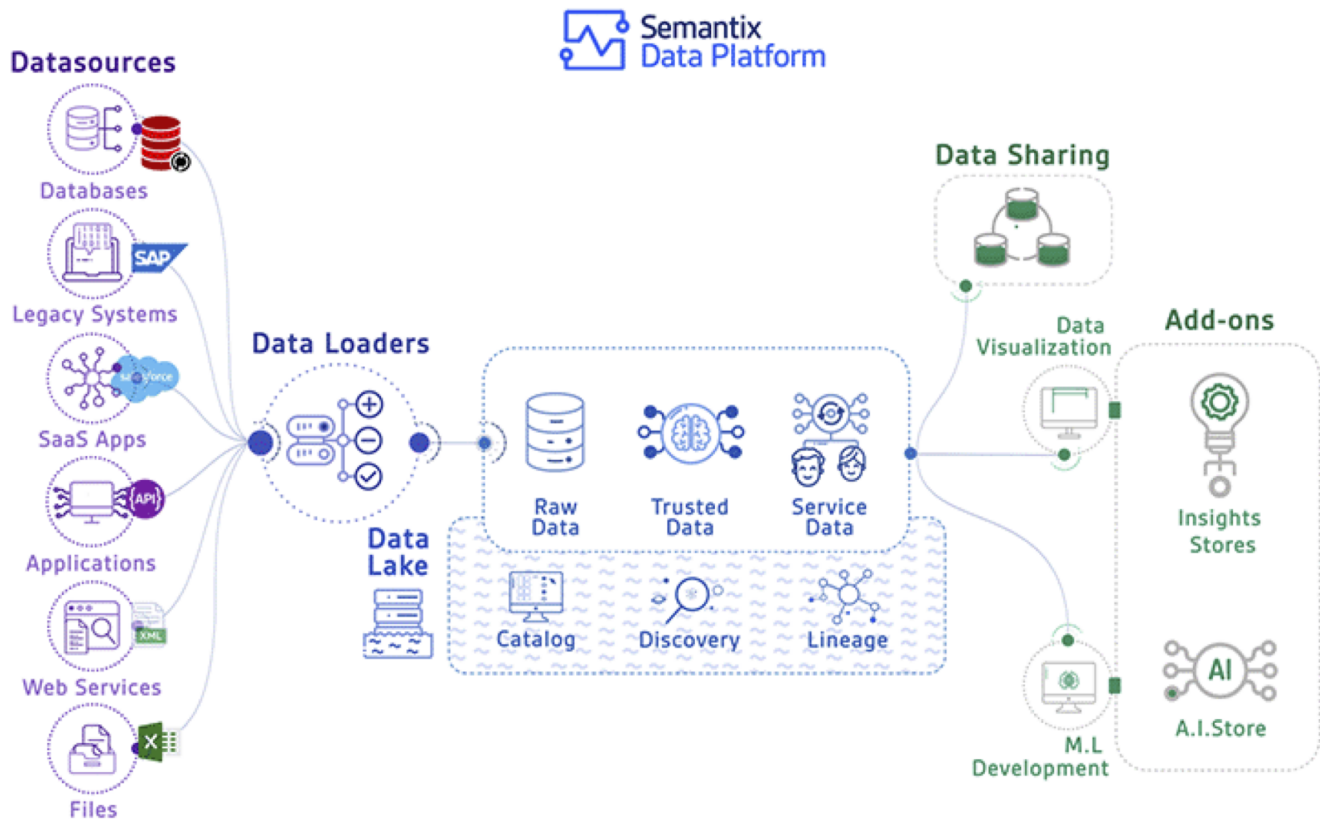 Semantix
Data Platform
Datasources
Databases
SAP
Legacy Systems
salesforce
SaaS Apps
{API}
Applications
XML
Web Services
X
Files
Data Loaders
Data
Lake
Raw
Data
Trusted
Data
Service
Data
Catalog
Discovery
Lineage
Data Sharing
Data
Visualization
M.L
Development
Add-ons
Insights
Stores
AI
A.I.Store